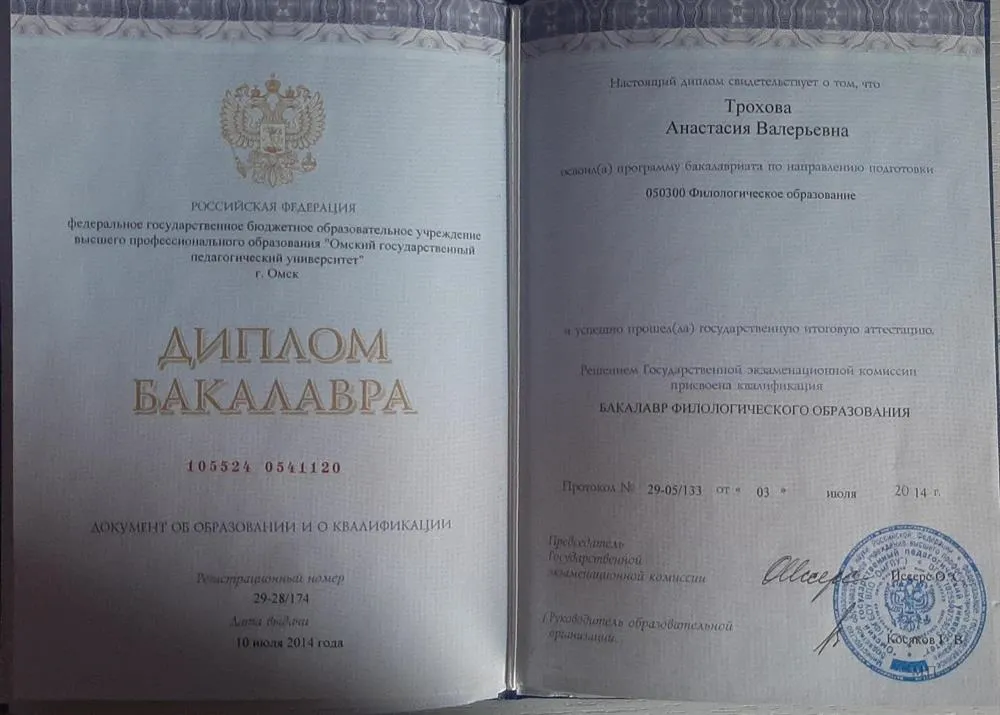 РОССИЙСКАЯ ФЕДЕРАЦИЯ
федеральное государственное бюджетное образовательное учреждение
высшего профессионального образования "Омский государственный
педагогический университет"
г. Омск
ДИПЛОМ
БАКАЛАВРА
105524 0541120
ДОКУМЕНТ ОБ ОБРАЗОВАНИИ И О КВАЛИФИКАЦИИ
Регистрационный номер
29-28/174
Дата выдачи
10 июля 2014 года
Настоящий диплом свидетельствует о том, что
Трохова
Анастасия Валерьевна
освоил(а) программу бакалавриата по направлению подготовки
050300 Филологическое образование
и успешно прошел(ла) государственную итоговую аттестацию.
Решением Государственной экзаменационной комиссии
присвоена квалификация
БАКАЛАВР ФИЛОЛОГИЧЕСКОГО ОБРАЗОВАНИЯ
Протокол № 29-05/133 от « 03 » июля 2014 г.
Председатель
Государственной
экзаменационной комиссии
Иссерс О.С.
Руководитель образовательной
организации
Косяков Г. В.